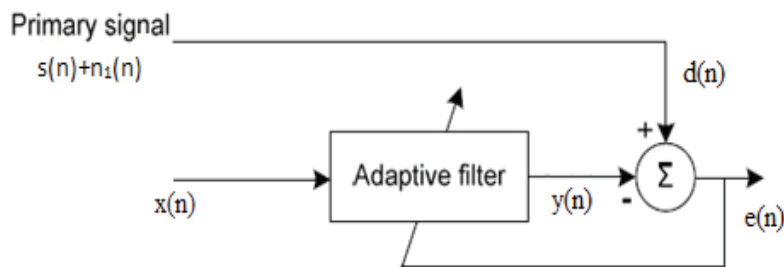 Primary signal
s(n)+n₁(n)
d(n)
+
Adaptive filter
Σ
x(n)
y(n)
-
e(n)